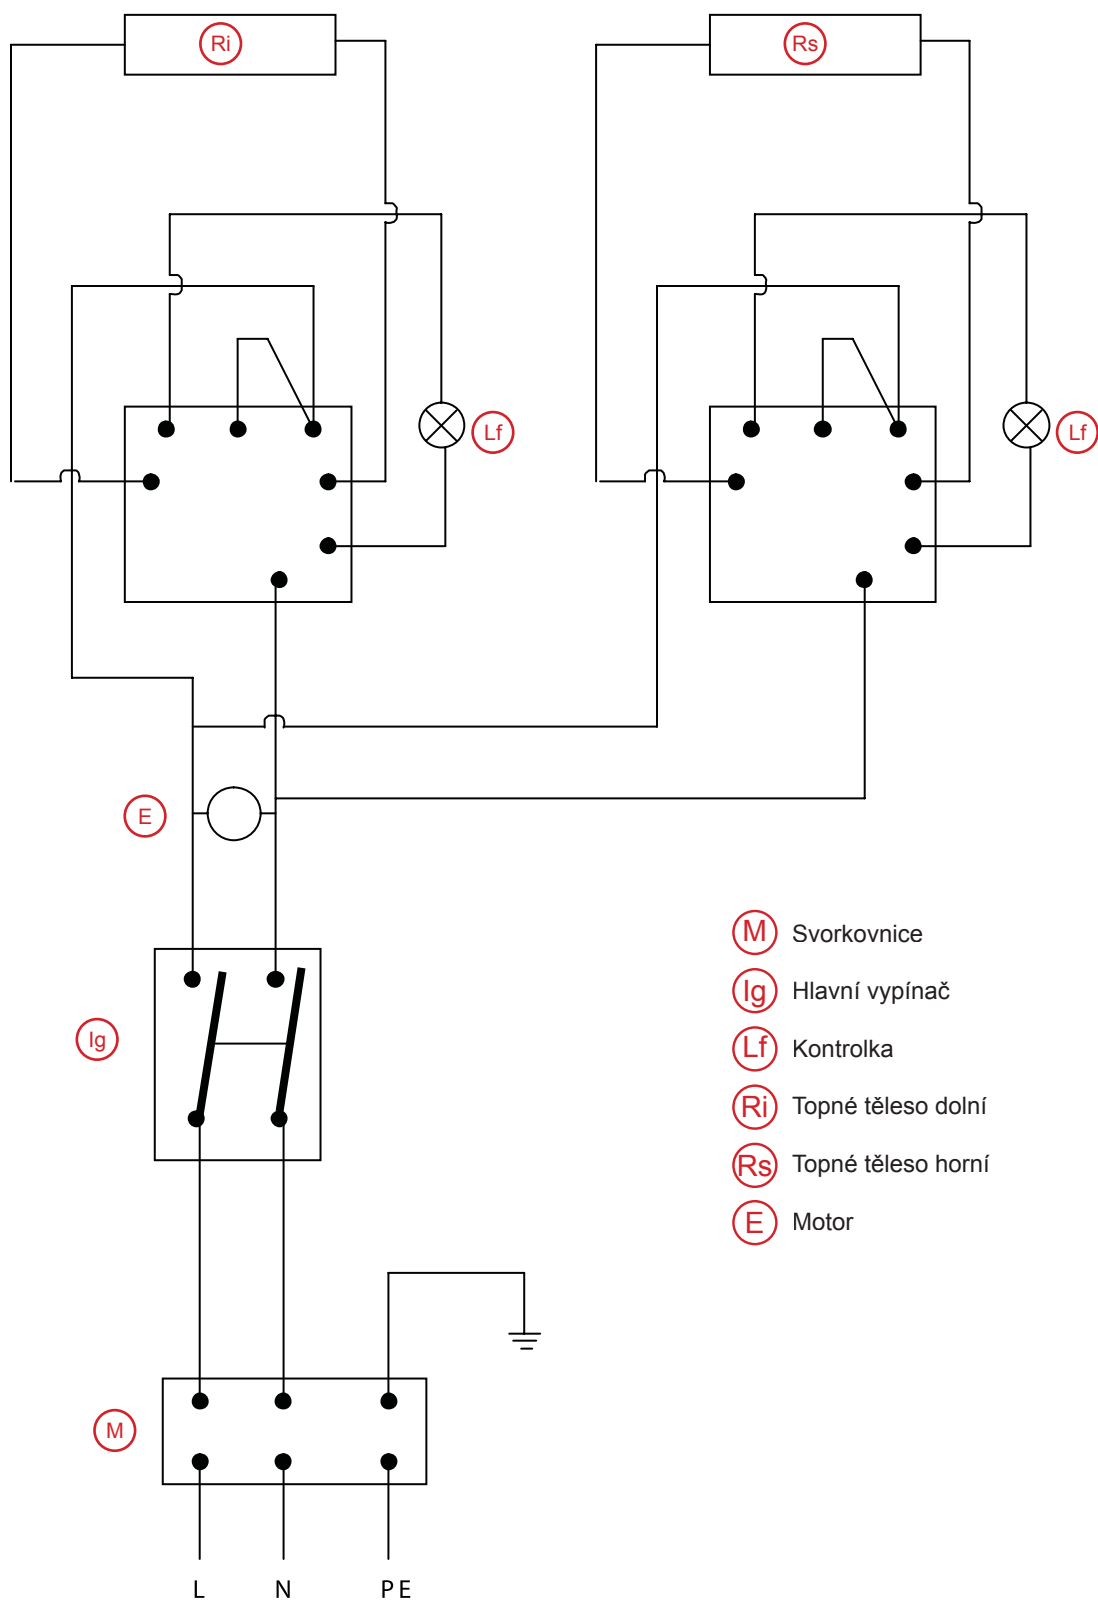 Ri
Rs
Lf
Lf
E
M Svorkovnice
Ig Hlavní vypínač
Ig
Lf Kontrolka
Ri Topné těleso dolní
Rs Topné těleso horní
E Motor
M
L N PE